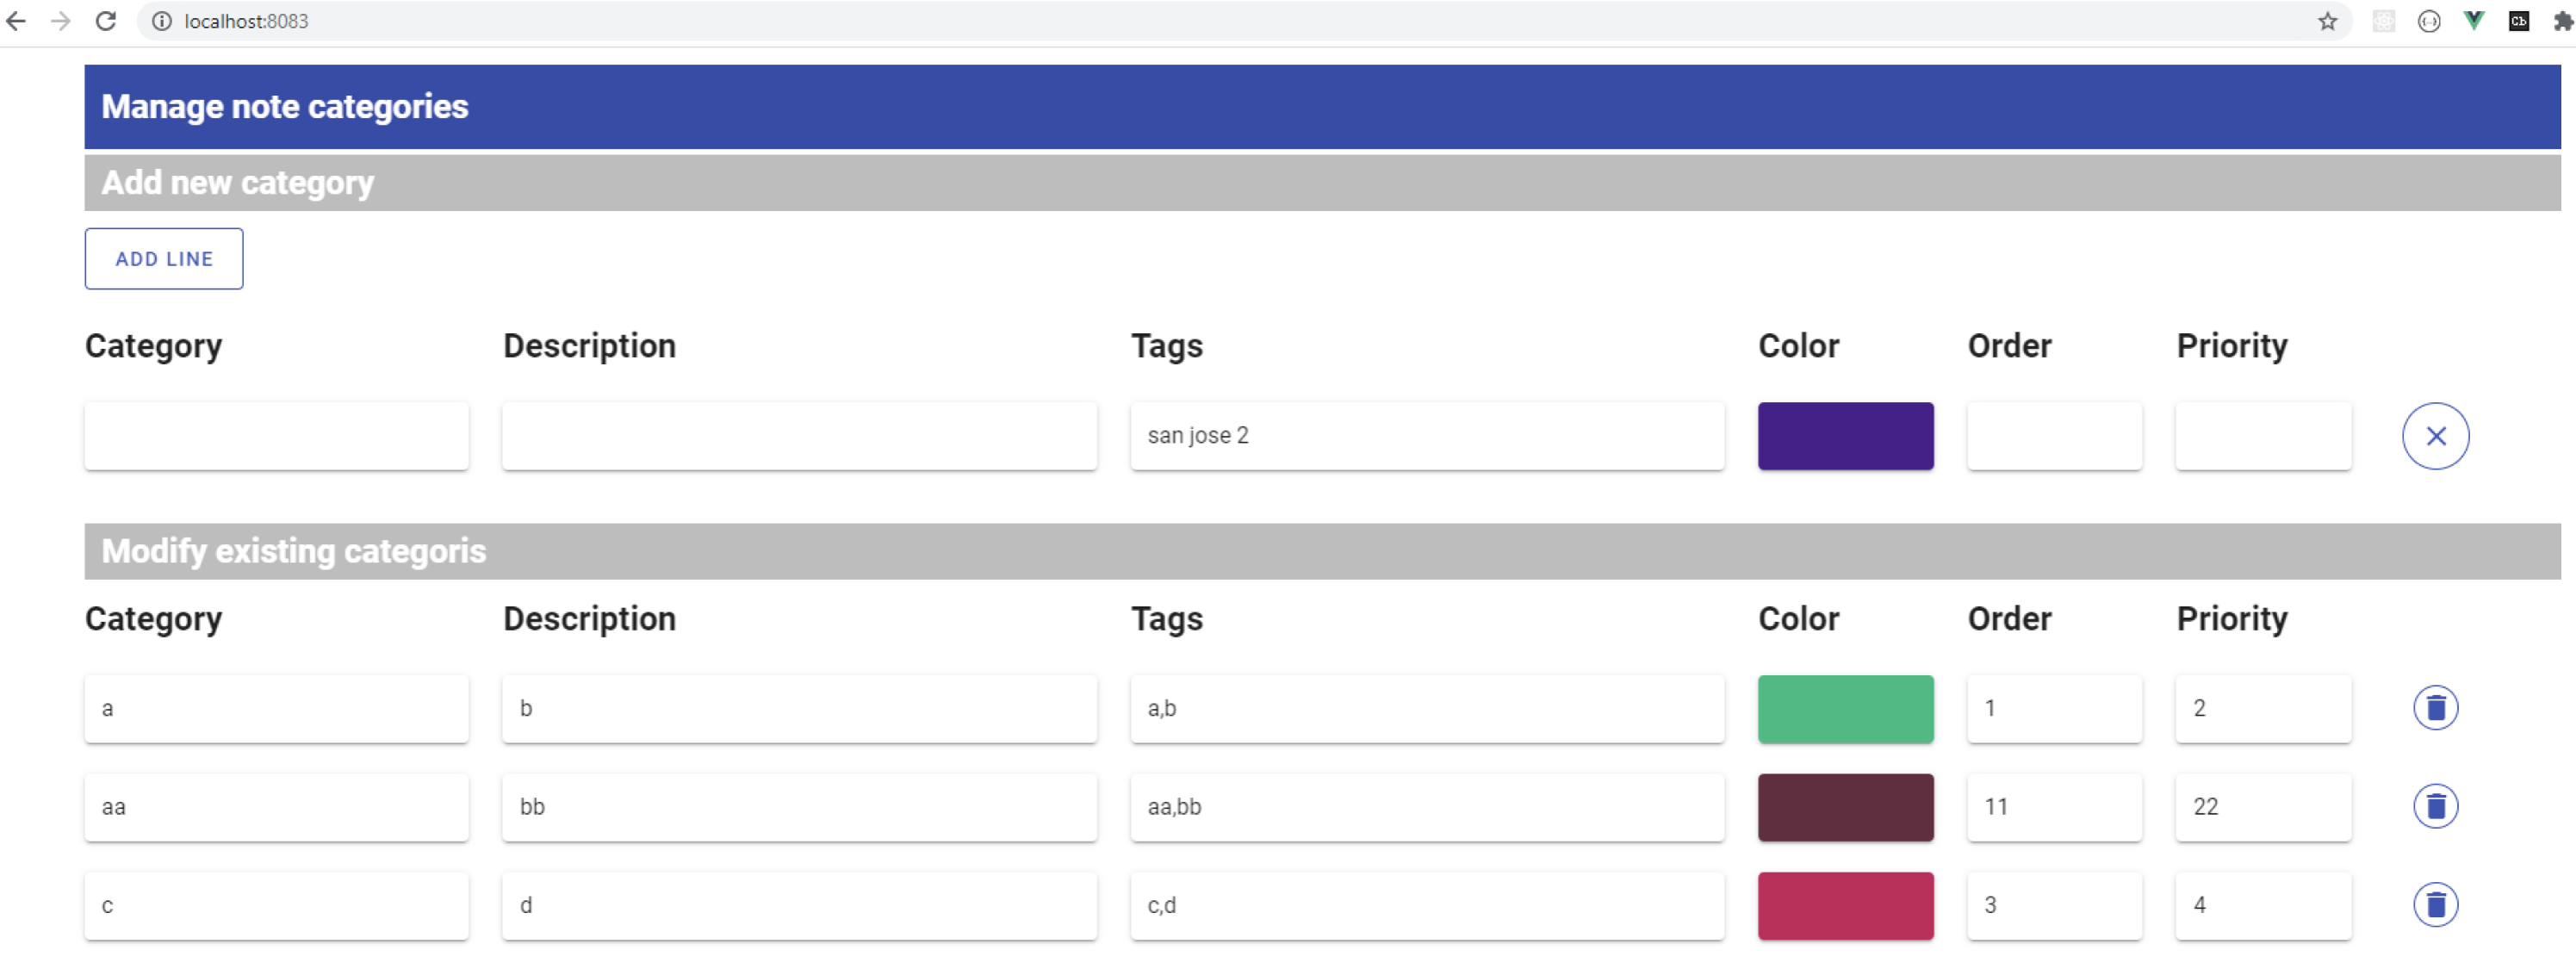 localhost:8083
Cb
Manage note categories
Add new category
ADD LINE
Category Description Tags Color Order Priority
san jose 2
Modify existing categoris
Category Description Tags Color Order Priority
a b a,b 1 2
aa bb aa,bb 11 22
c d c,d 3 4